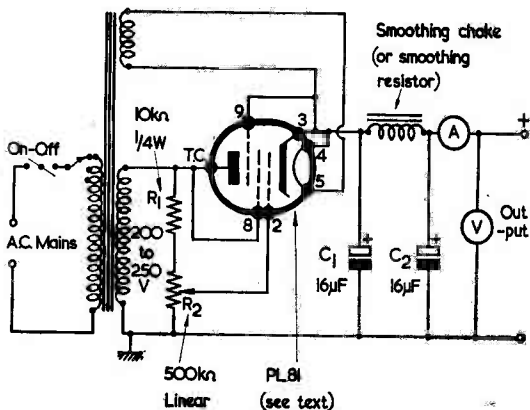 Smoothing choke
(or smoothing
resistor)
10kΩ
1/4W
On-Off
A.C. Mains
T.C.
9
3
4
5
8
2
R1
200
to
250
V
R2
A
+
V
Out
-put
C1
+
16µF
C2
+
16µF
500kΩ
Linear
PL81
(see text)
-